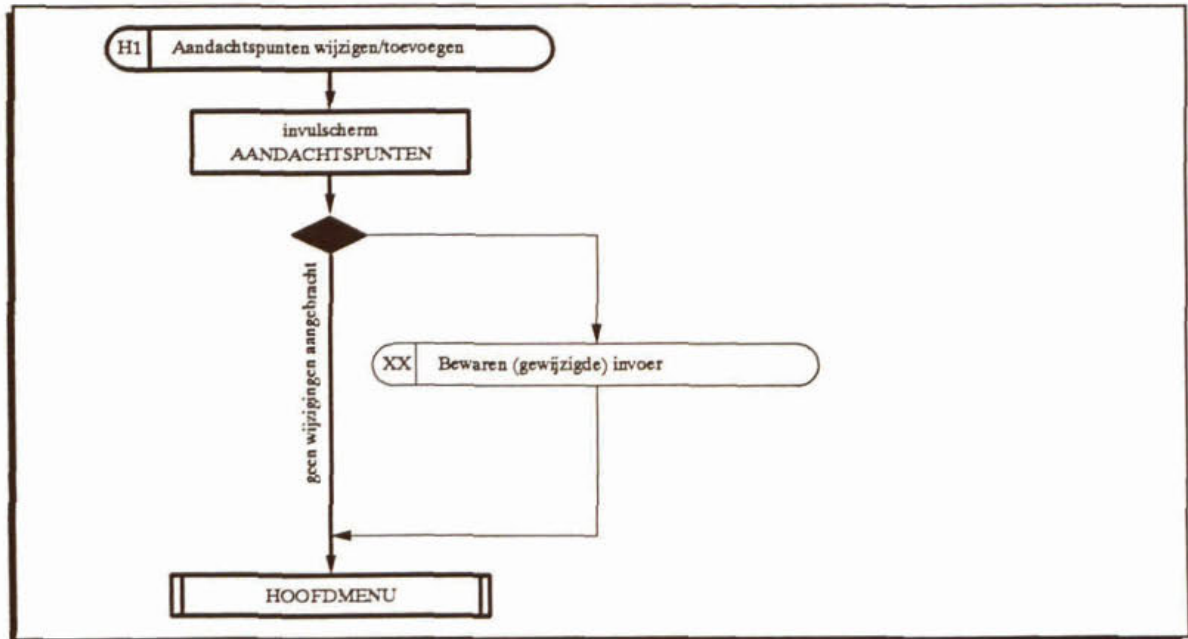 H1 Aandachtspunten wijzigen/toevoegen
invulscherm
AANDACHTSPUNTEN
geen wijzigingen aangebracht
XX Bewaren (gewijzigde) invoer
HOOFDMENU